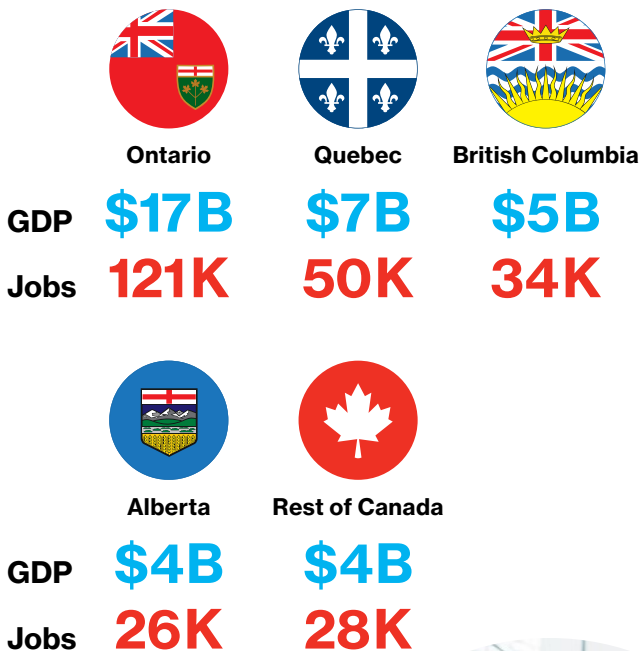 Ontario Quebec British Columbia
GDP $17B $7B $5B
Jobs 121K 50K 34K
Alberta Rest of Canada
GDP $4B $4B
Jobs 26K 28K